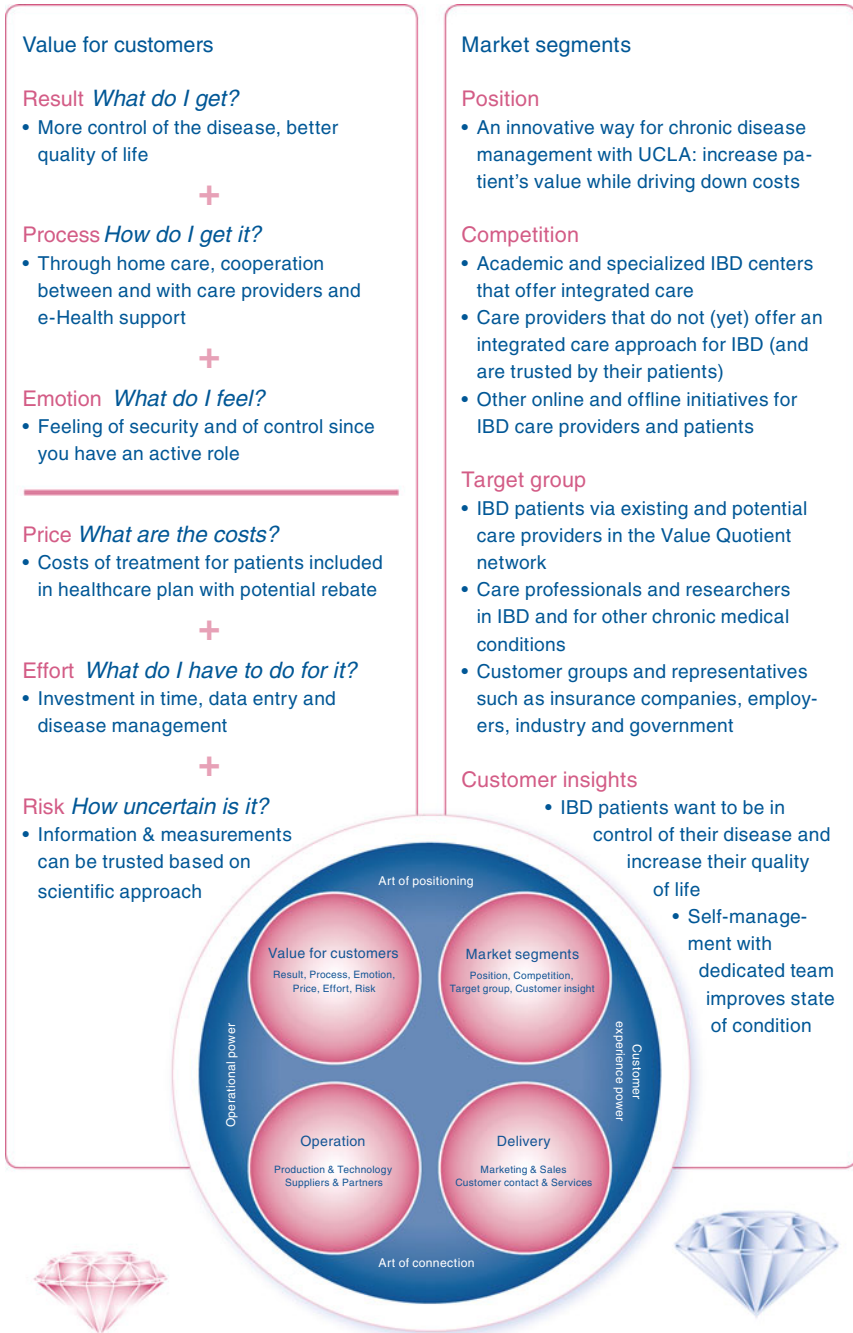 Value for customers
Result What do I get?
• More control of the disease, better
quality of life
+
Process How do I get it?
• Through home care, cooperation
between and with care providers and
e-Health support
+
Emotion What do I feel?
• Feeling of security and of control since
you have an active role
Price What are the costs?
• Costs of treatment for patients included
in healthcare plan with potential rebate
+
Effort What do I have to do for it?
• Investment in time, data entry and
disease management
+
Risk How uncertain is it?
• Information & measurements
can be trusted based on
scientific approach
Market segments
Position
• An innovative way for chronic disease
management with UCLA: increase pa-
tient’s value while driving down costs
Competition
• Academic and specialized IBD centers
that offer integrated care
• Care providers that do not (yet) offer an
integrated care approach for IBD (and
are trusted by their patients)
• Other online and offline initiatives for
IBD care providers and patients
Target group
• IBD patients via existing and potential
care providers in the Value Quotient
network
• Care professionals and researchers
in IBD and for other chronic medical
conditions
• Customer groups and representatives
such as insurance companies, employ-
ers, industry and government
Customer insights
• IBD patients want to be in
control of their disease and
increase their quality
of life
• Self-manage-
ment with
dedicated team
improves state
of condition
Art of positioning
Value for customers
Result, Process, Emotion,
Price, Effort, Risk
Market segments
Position, Competition,
Target group, Customer insight
Operational power
Customer
experience power
Operation
Production & Technology
Suppliers & Partners
Delivery
Marketing & Sales
Customer contact & Services
Art of connection